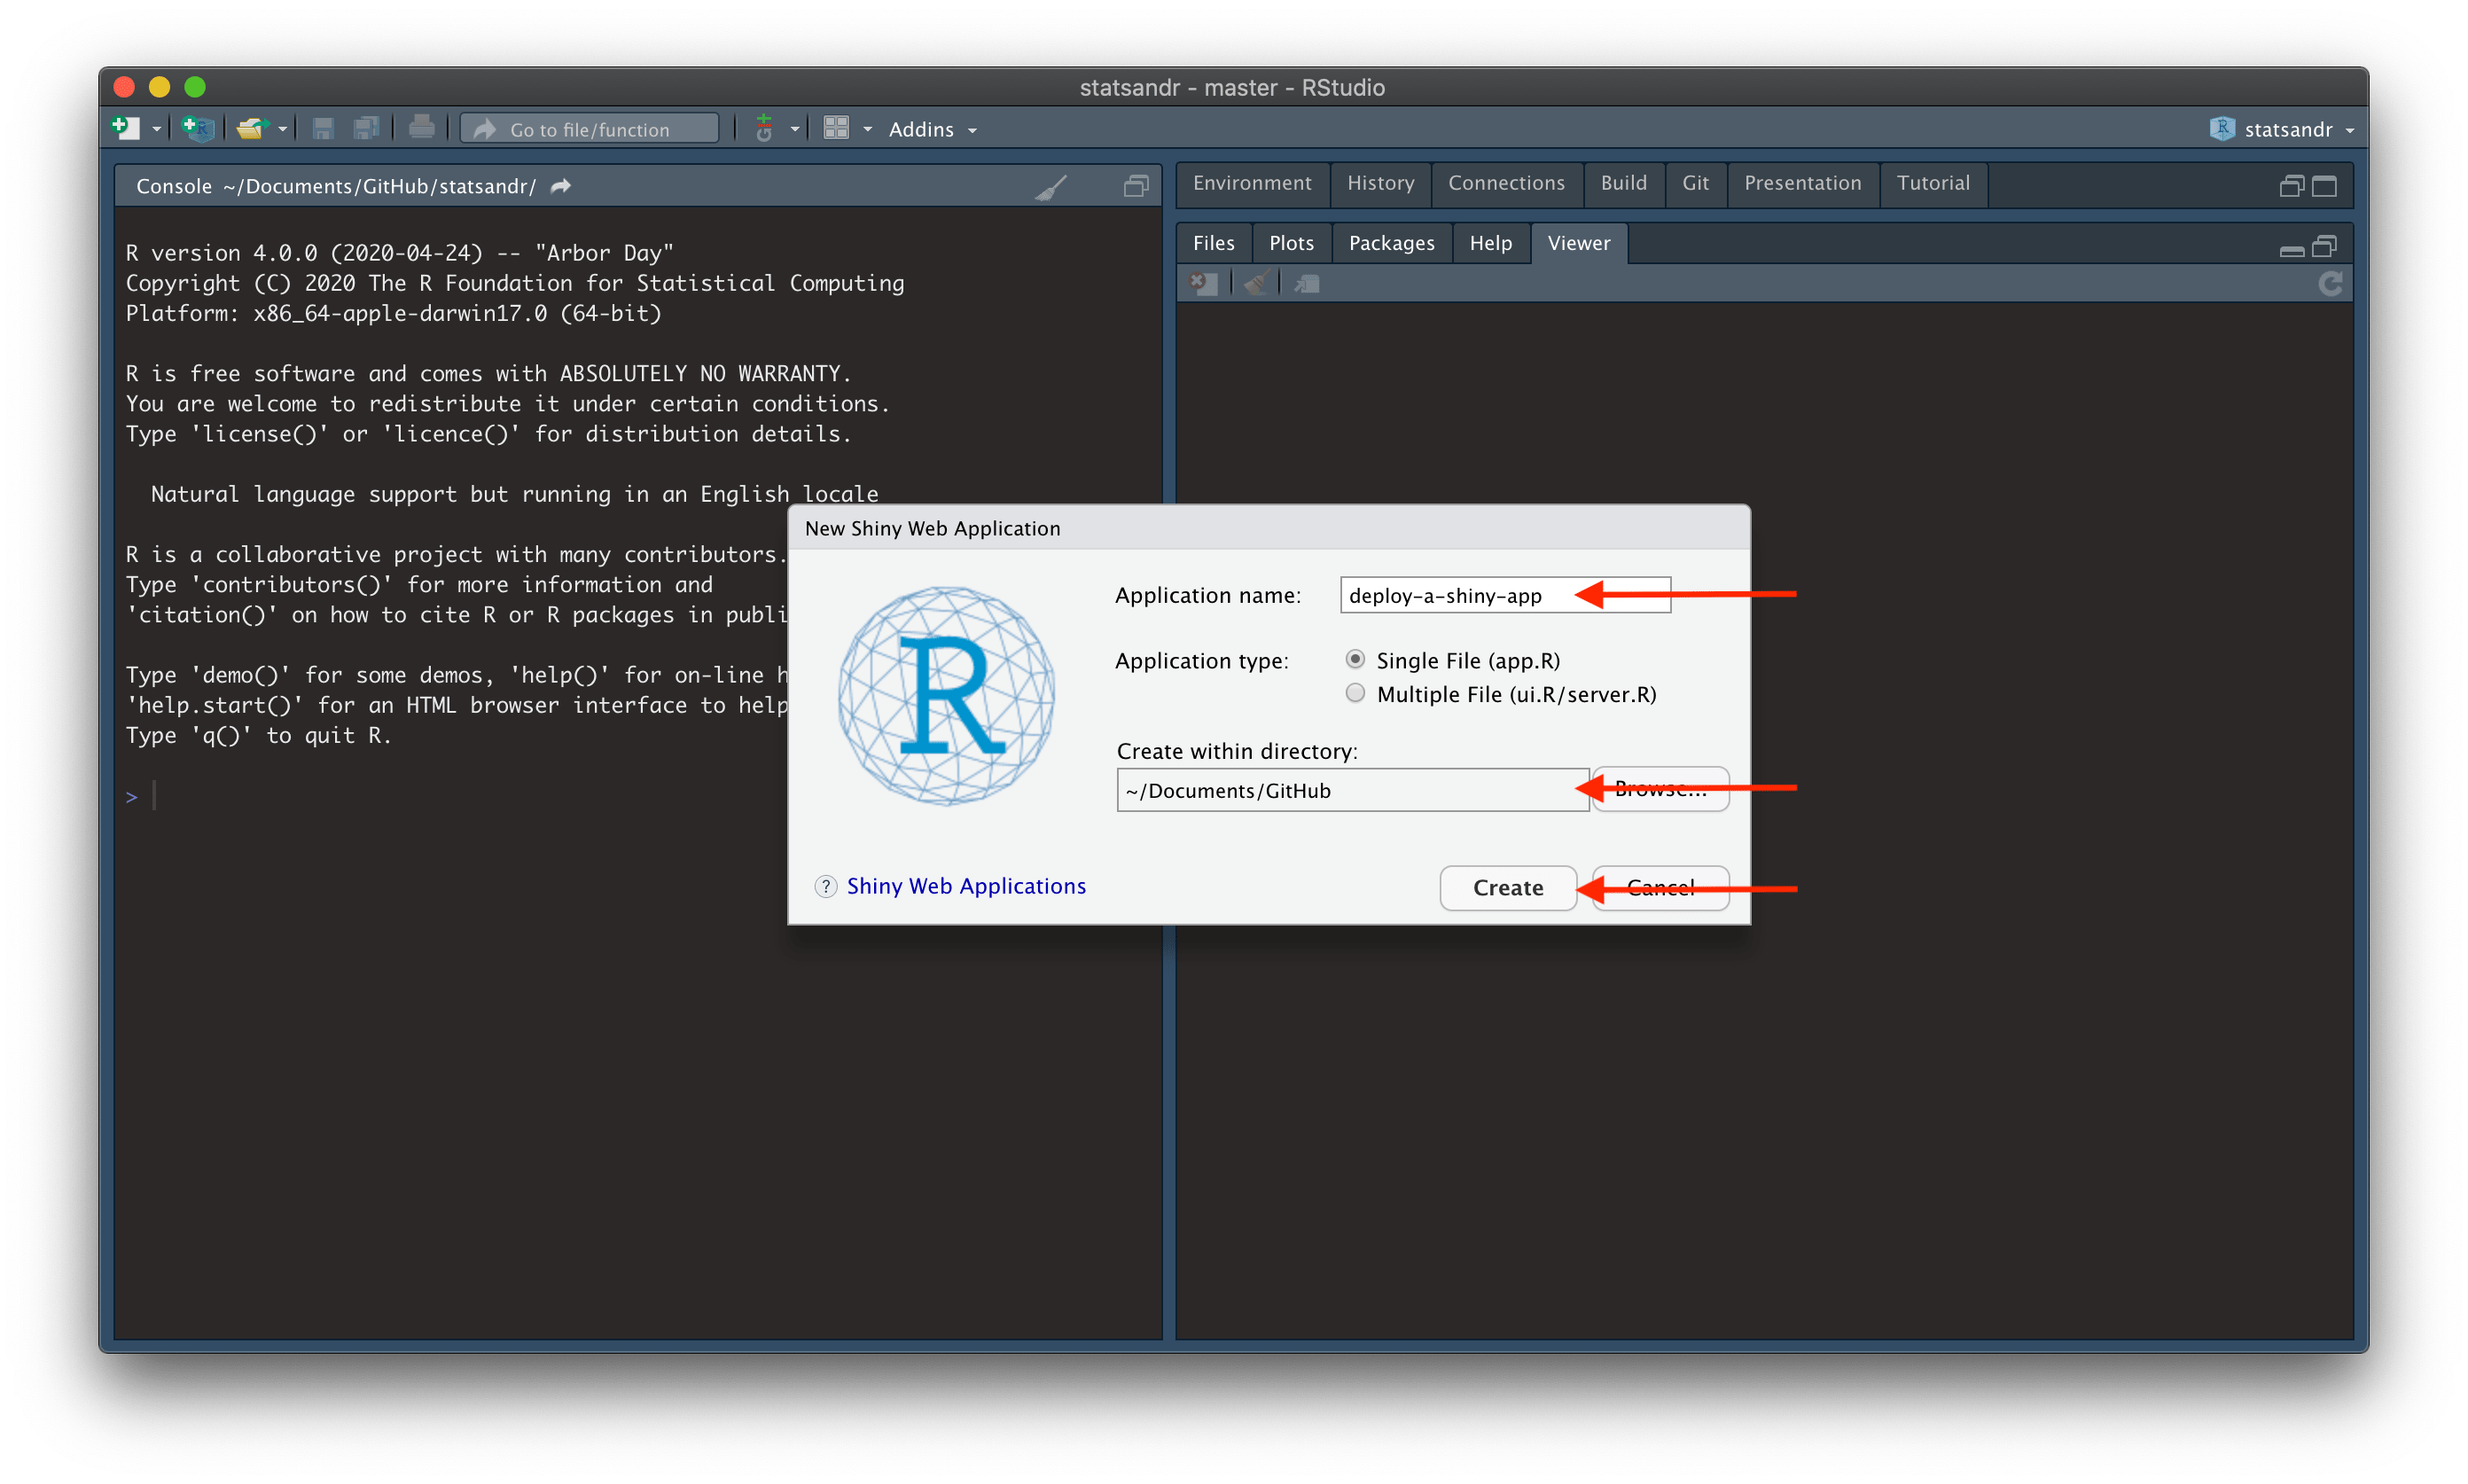 statsandr - master - RStudio
Go to file/function
Addins
statsandr
Console ~/Documents/GitHub/statsandr/
Environment History Connections Build Git Presentation Tutorial
Files Plots Packages Help Viewer
R version 4.0.0 (2020-04-24) -- "Arbor Day"
Copyright (C) 2020 The R Foundation for Statistical Computing
Platform: x86_64-apple-darwin17.0 (64-bit)
R is free software and comes with ABSOLUTELY NO WARRANTY.
You are welcome to redistribute it under certain conditions.
Type 'license()' or 'licence()' for distribution details.
Natural language support but running in an English locale
R is a collaborative project with many contributors.
Type 'contributors()' for more information and
'citation()' on how to cite R or R packages in publi
Type 'demo()' for some demos, 'help()' for on-line h
'help.start()' for an HTML browser interface to help
Type 'q()' to quit R.
>
New Shiny Web Application
R
Application name: deploy-a-shiny-app
Application type: Single File (app.R)
Multiple File (ui.R/server.R)
Create within directory:
~/Documents/GitHub Browse...
? Shiny Web Applications Create Cancel